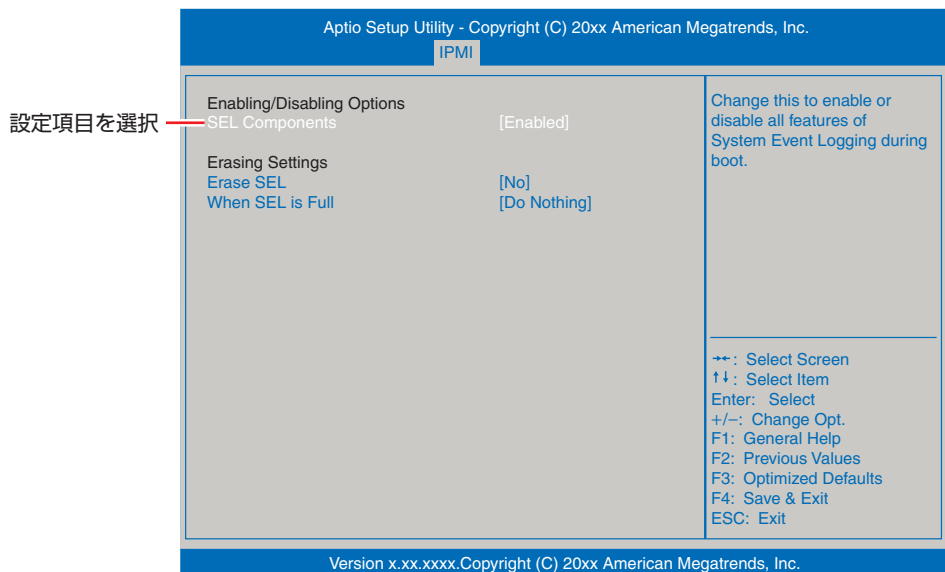 Aptio Setup Utility - Copyright (C) 20xx American Megatrends, Inc.
IPMI
設定項目を選択
Enabling/Disabling Options
SEL Components [Enabled]
Erasing Settings
Erase SEL [No]
When SEL is Full [Do Nothing]
Change this to enable or
disable all features of
System Event Logging during
boot.
→←: Select Screen
↑↓: Select Item
Enter: Select
+/−: Change Opt.
F1: General Help
F2: Previous Values
F3: Optimized Defaults
F4: Save & Exit
ESC: Exit
Version x.xx.xxxx.Copyright (C) 20xx American Megatrends, Inc.